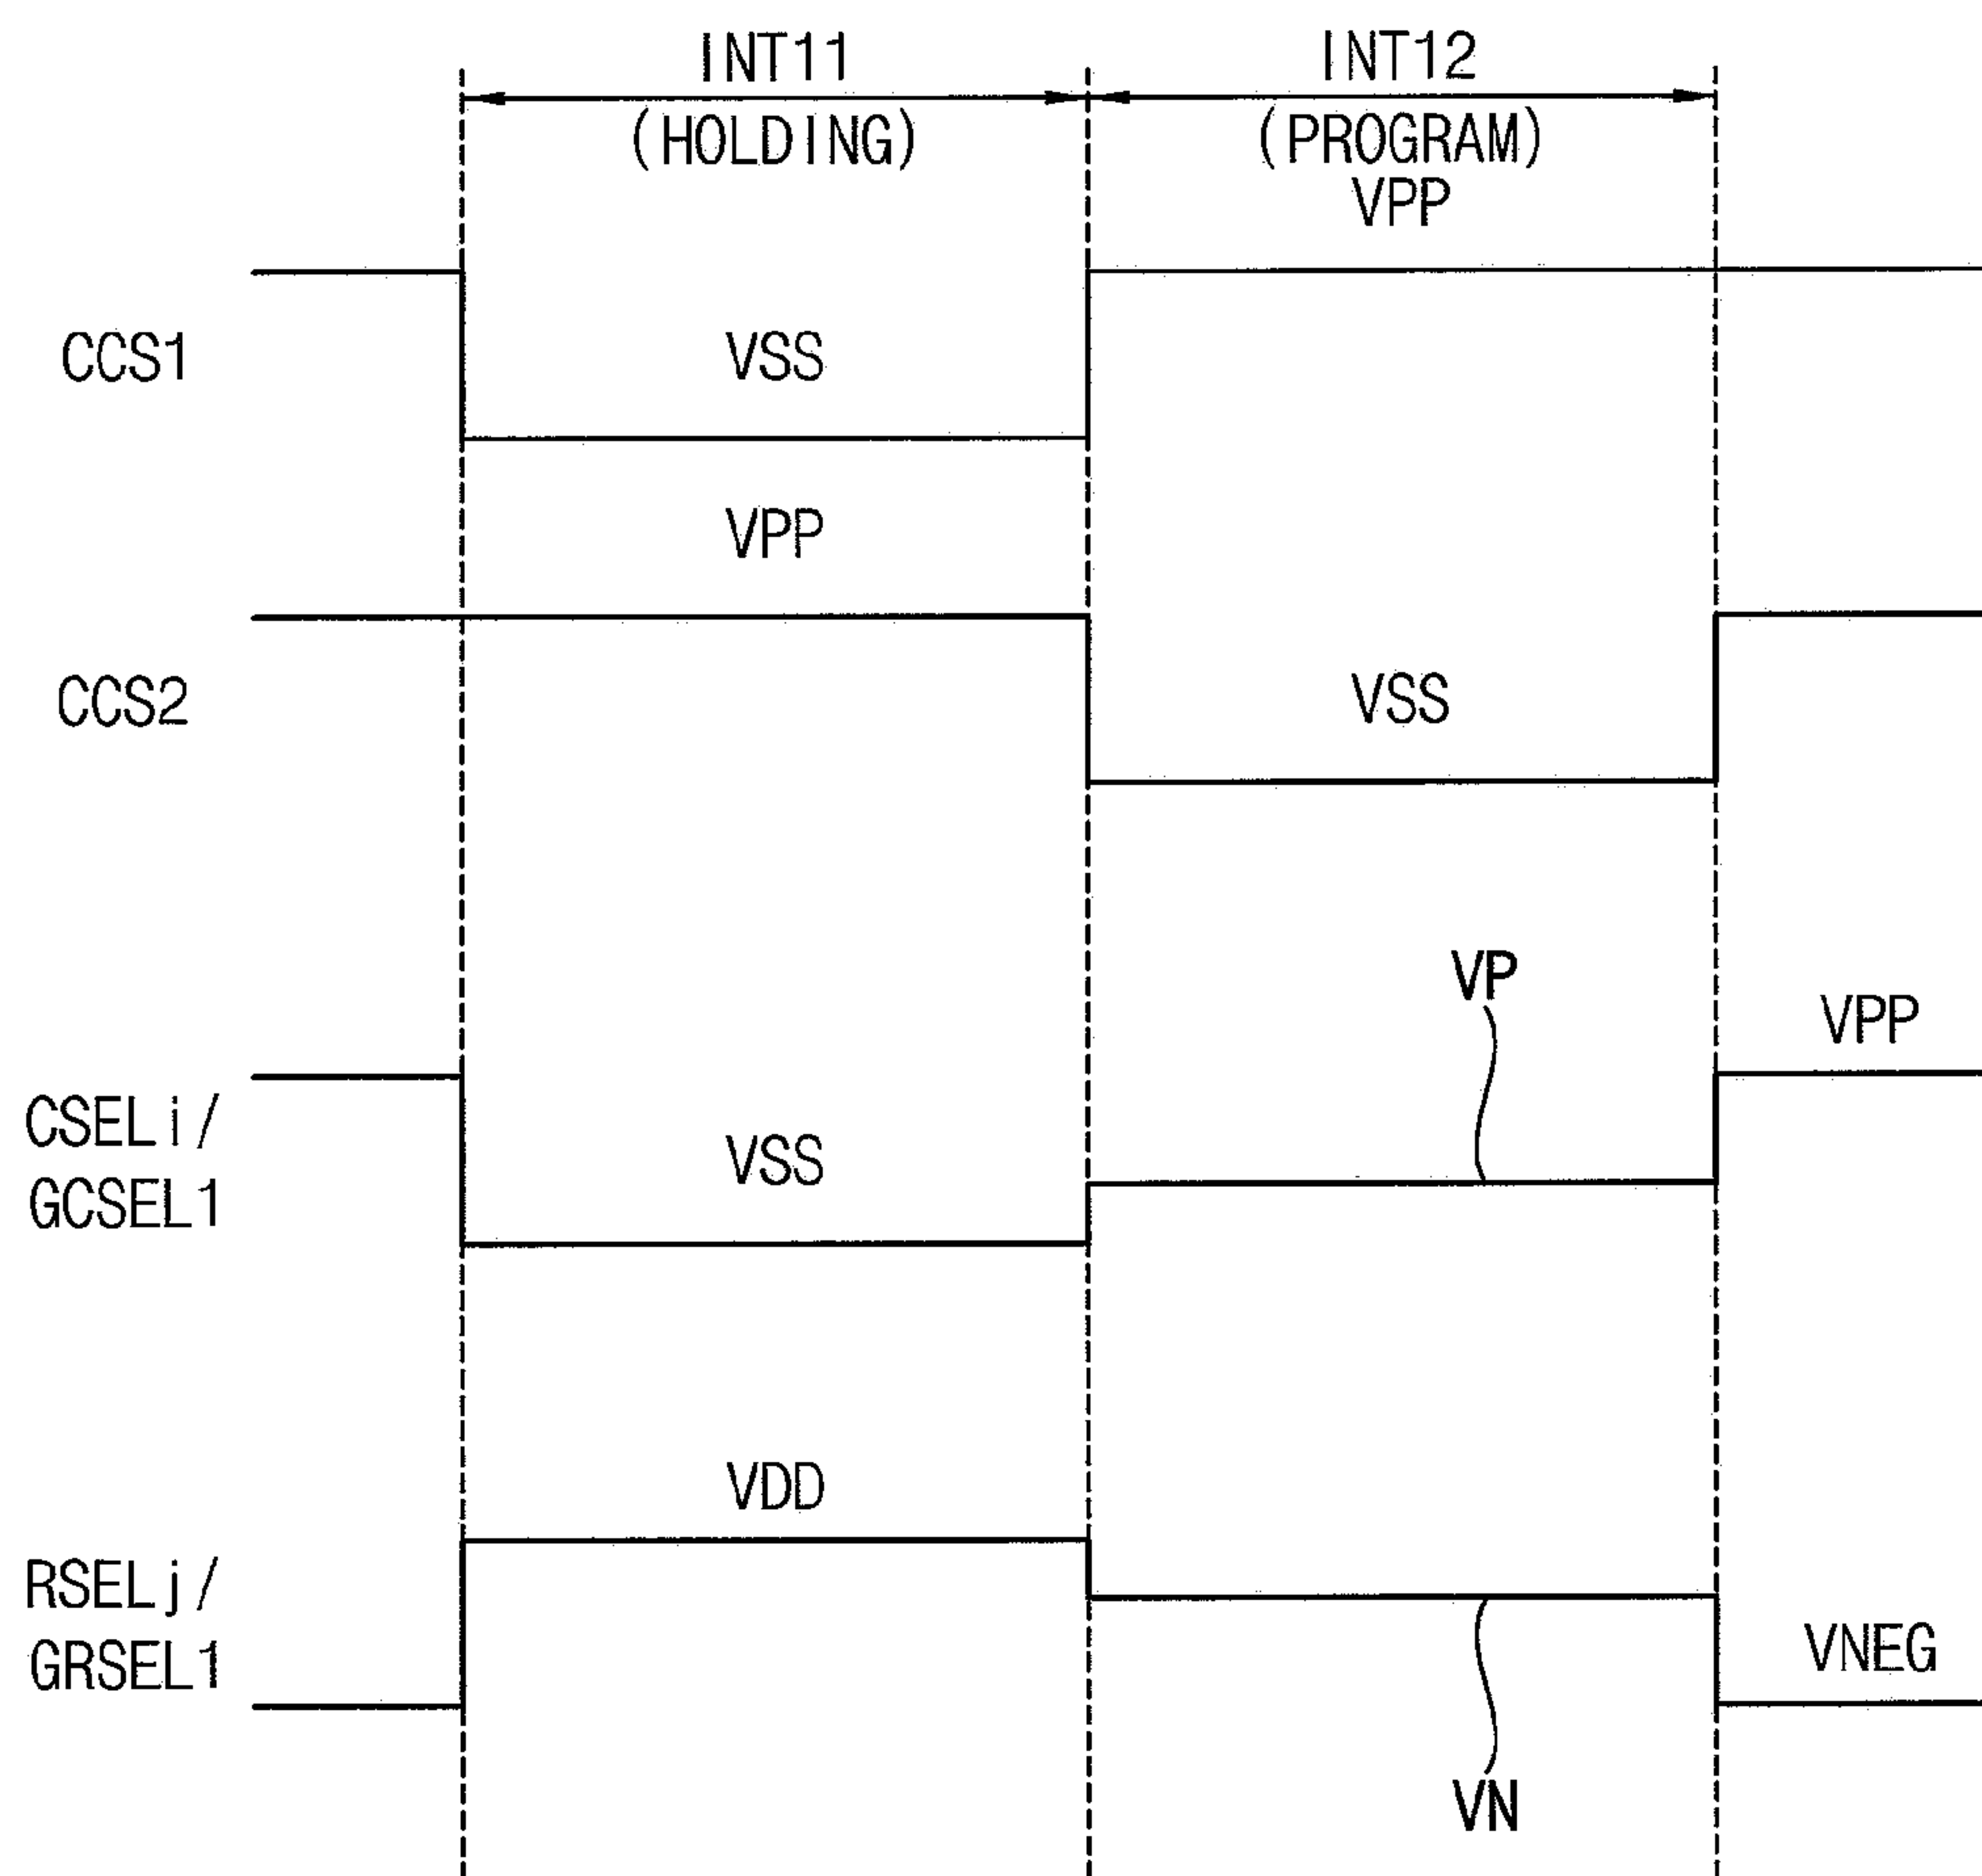 INT11
INT12
(HOLDING)
(PROGRAM)
VPP
CCS1
VSS
VPP
CCS2
VSS
VP
VPP
CSELi/
GCSEL1
VSS
VDD
RSELj/
GRSEL1
VNEG
VN